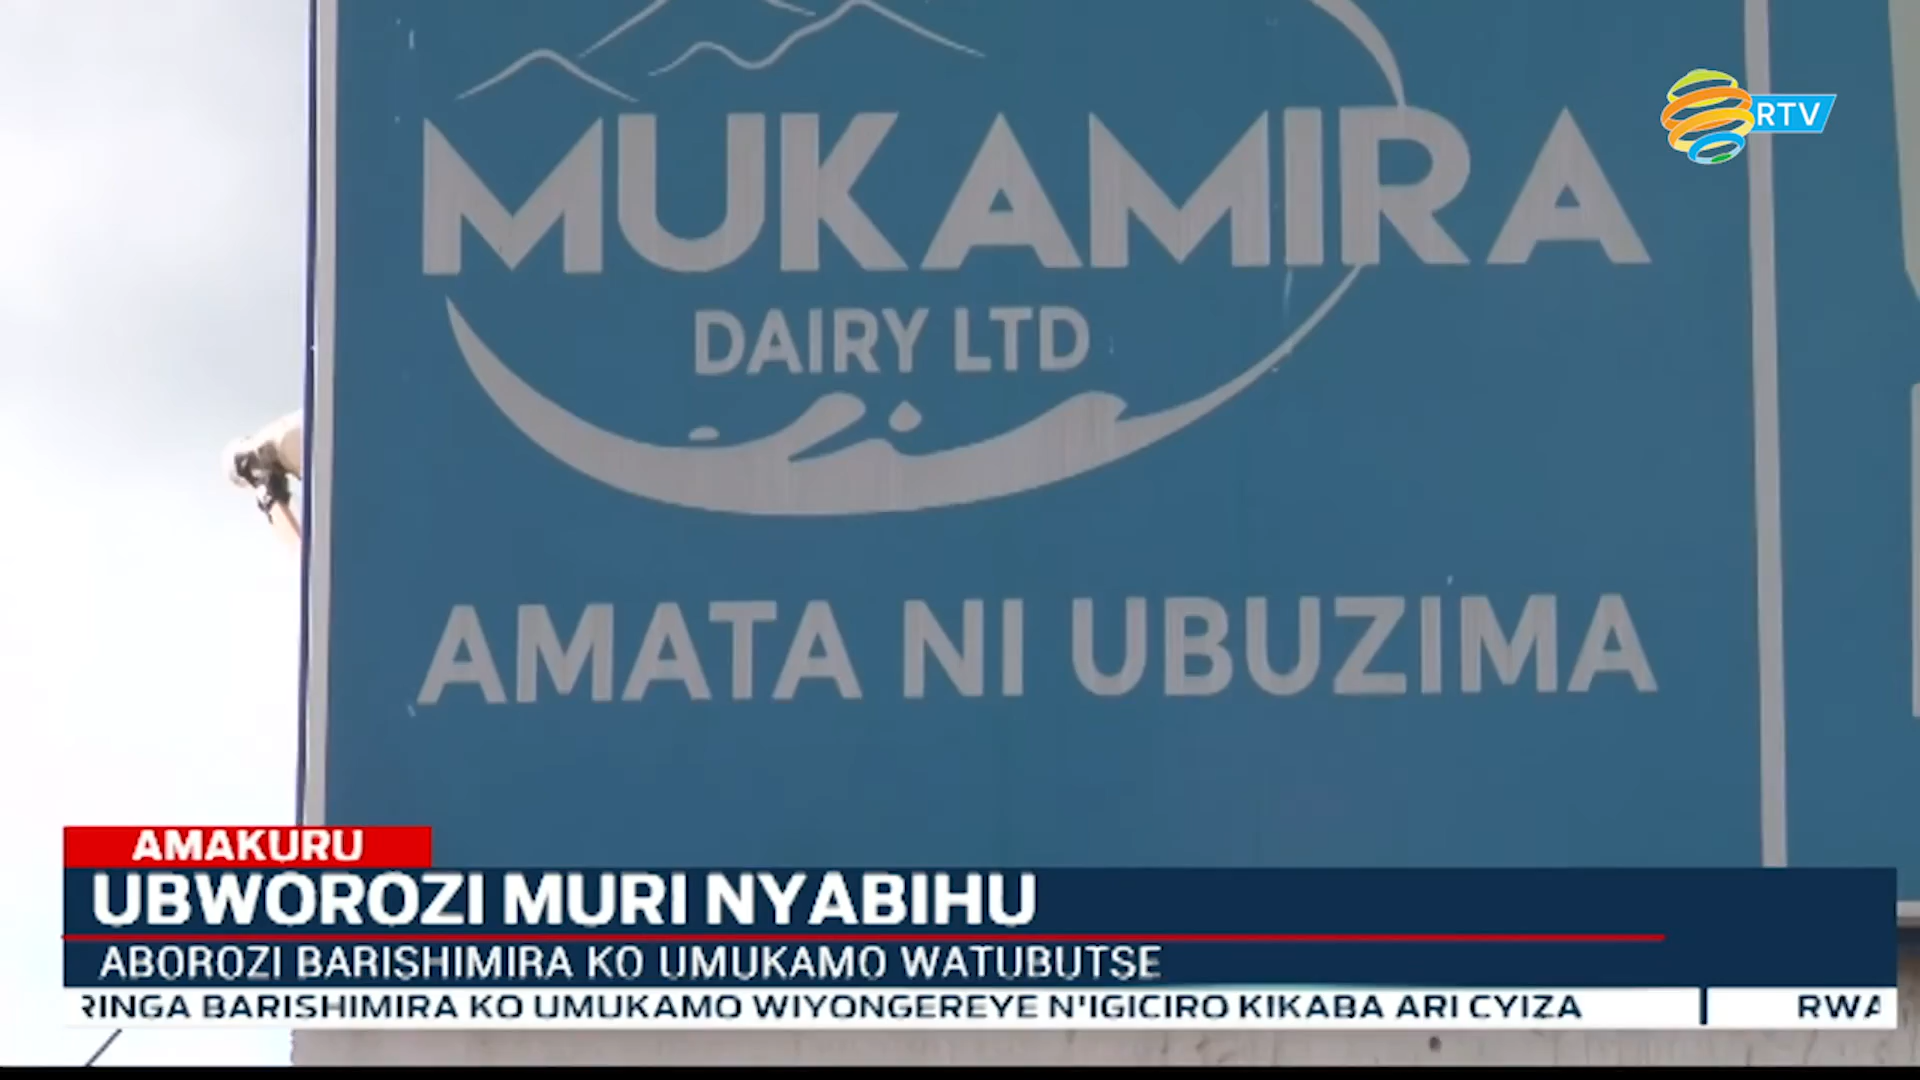 RTV
MUKAMIRA
DAIRY LTD
AMATA NI UBUZIMA
AMAKURU
UBWOROZI MURI NYABIHU
ABOROZI BARISHIMIRA KO UMUKAMO WATUBUTSE
BARISHIMIRA KO UMUKAMO WIYONGEREYE N'IGICIRO KIKABA ARI CYIZA